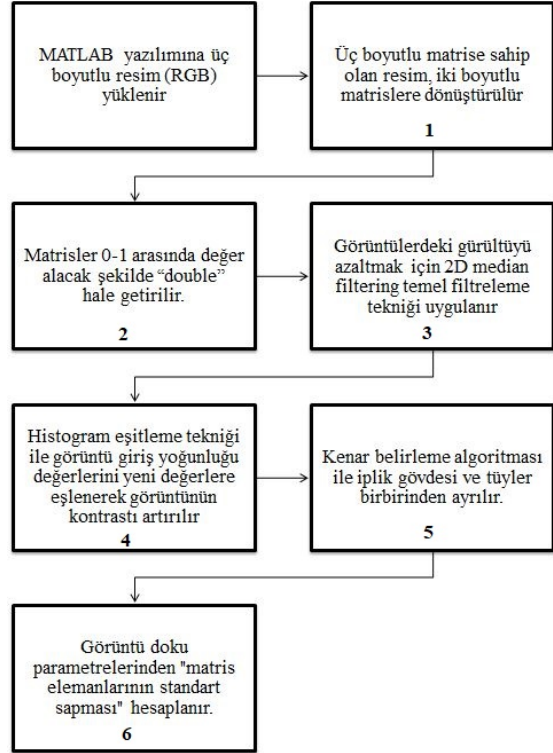 MATLAB yazılımına üç
boyutlu resim (RGB)
yüklenir
Üç boyutlu matrise sahip
olan resim, iki boyutlu
matrislere dönüştürülür
1
Matrisler 0-1 arasında değer
alacak şekilde “double”
hale getirilir.
2
Görüntülerdeki gürültüyü
azaltmak için 2D median
filtering temel filtreleme
tekniği uygulanır
3
Histogram eşitleme tekniği
ile görüntü giriş yoğunluğu
değerlerini yeni değerlere
eşlenerek görüntünün
kontrastı artırılır
4
Kenar belirleme algoritması
ile iplik gövdesi ve tüyler
birbirinden ayrılır.
5
Görüntü doku
parametrelerinden "matris
elemanlarının standart
sapması" hesaplanır.
6